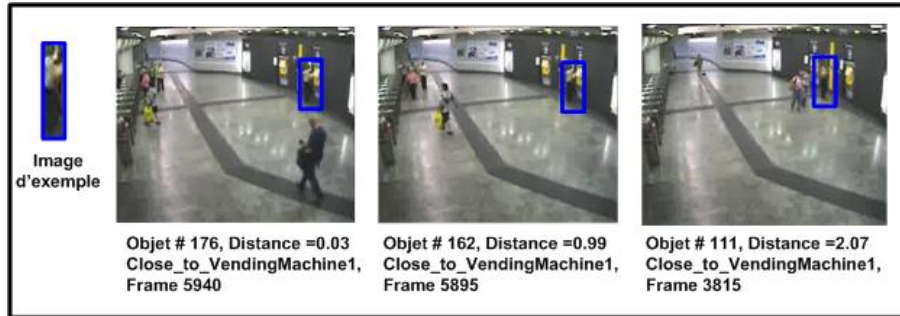 Image
d'exemple
Objet # 176, Distance =0.03
Close_to_VendingMachine1,
Frame 5940
Objet # 162, Distance =0.99
Close_to_VendingMachine1,
Frame 5895
Objet # 111, Distance =2.07
Close_to_VendingMachine1,
Frame 3815